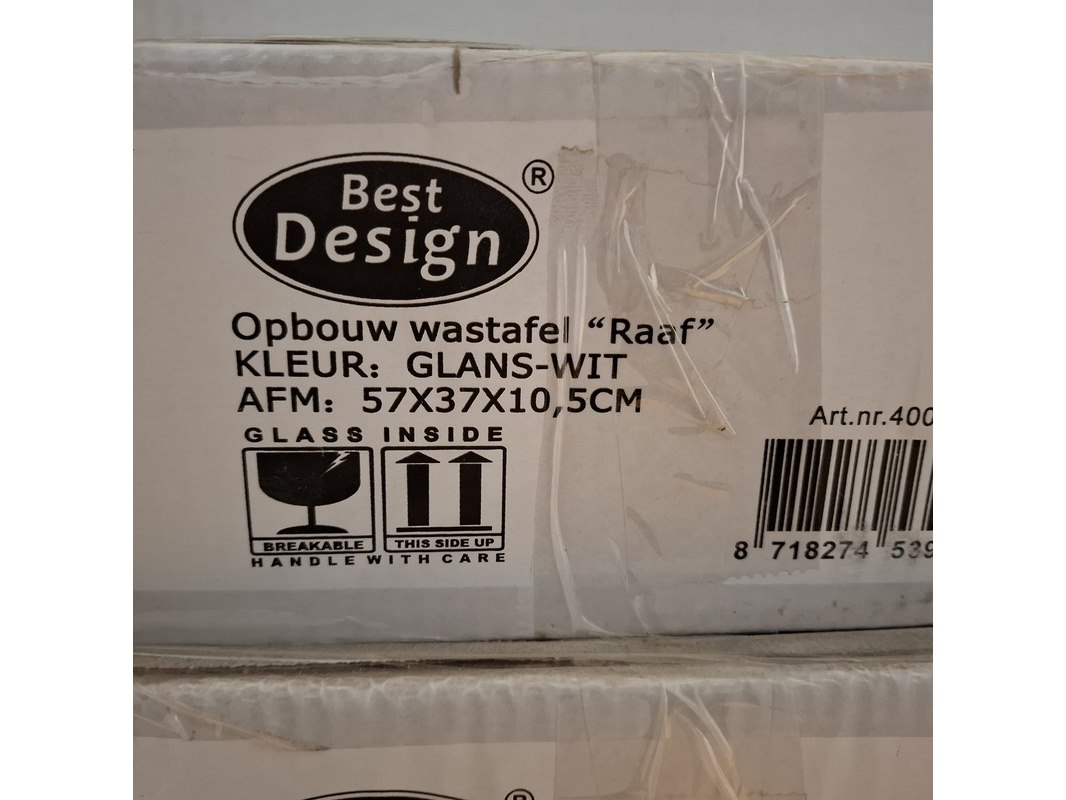 Best
Design
®
Opbouw wastafel “Raaf”
KLEUR: GLANS-WIT
AFM: 57X37X10,5CM
GLASS INSIDE
BREAKABLE
THIS SIDE UP
HANDLE WITH CARE
Art.nr.400
8 718274 539
®